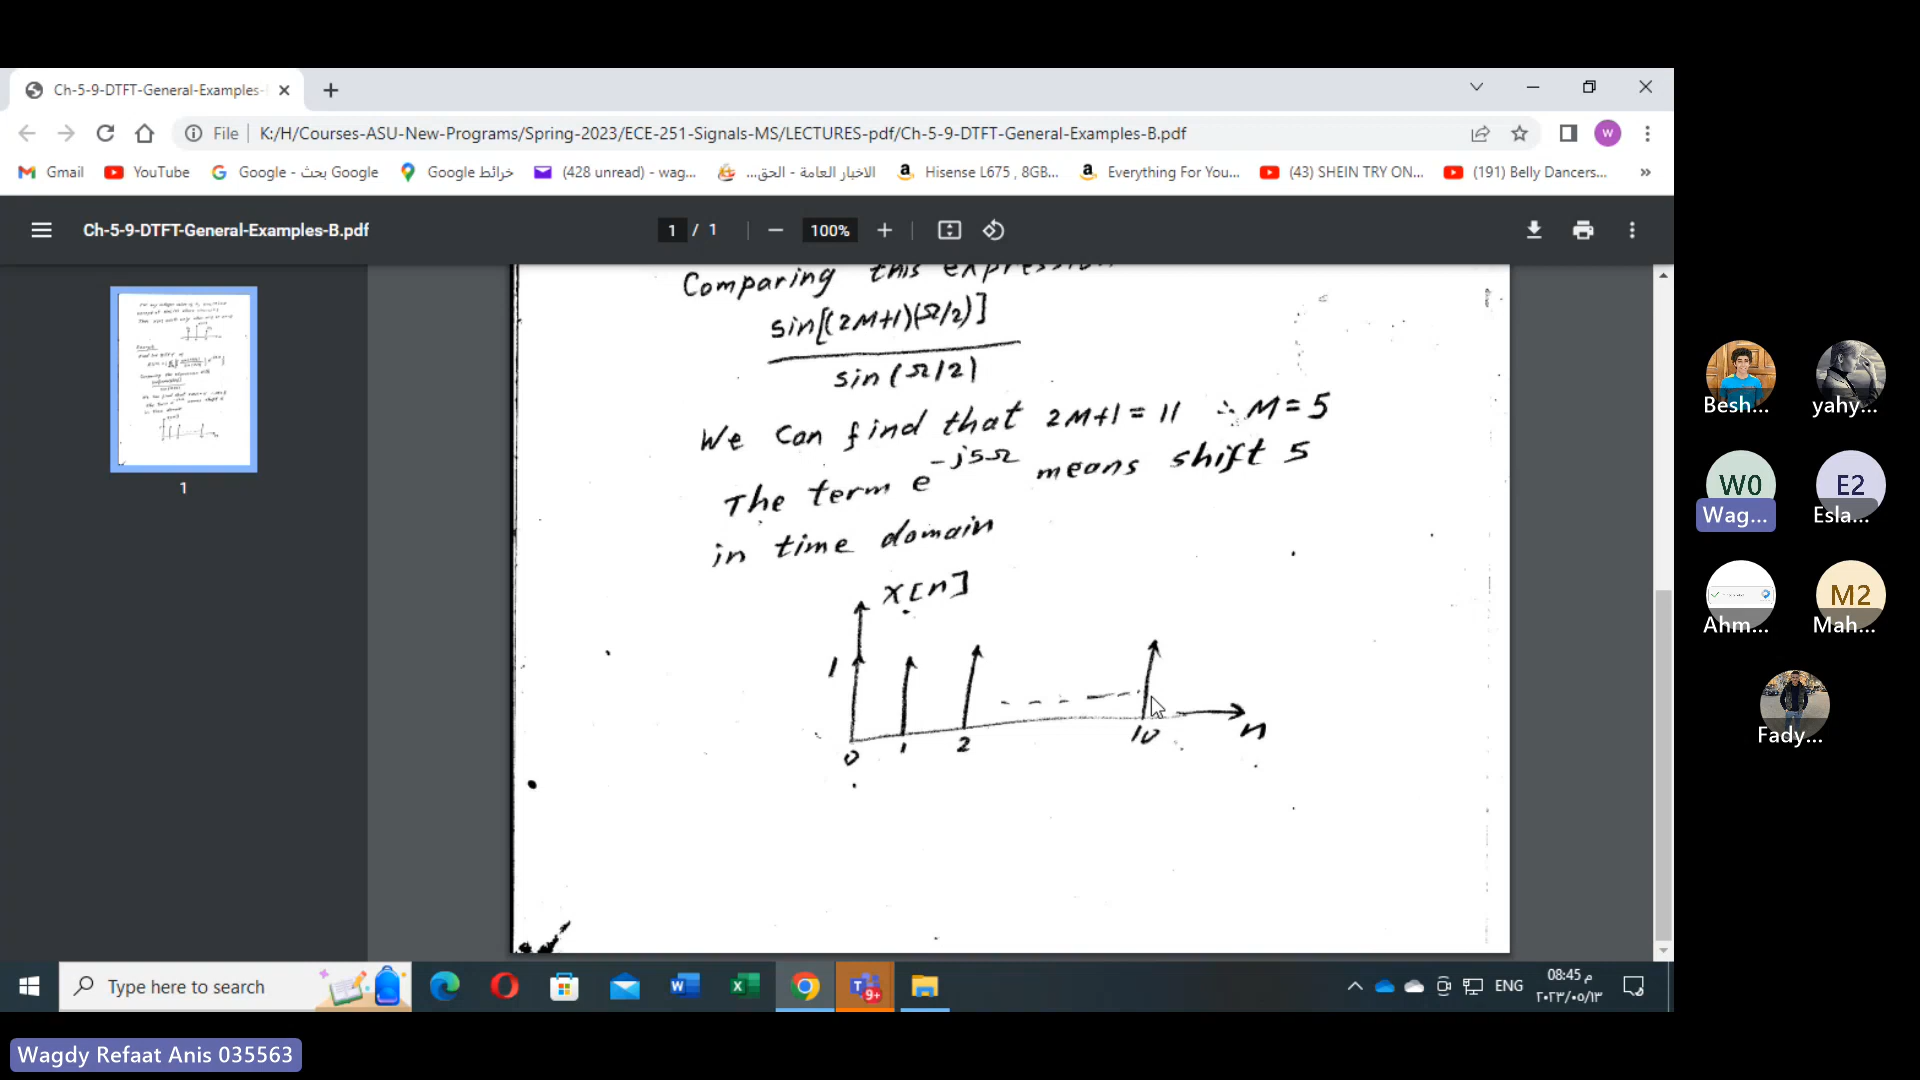 Ch-5-9-DTFT-General-Examples-
File
K:/H/Courses-ASU-New-Programs/Spring-2023/ECE-251-Signals-MS/LECTURES-pdf/Ch-5-9-DTFT-General-Examples-B.pdf
W
Gmail
YouTube
Google - بحث Google
خرائط Google
(428 unread) - wag...
الاخبار العامة - الحق...
Hisense L675 , 8GB...
Everything For You...
(43) SHEIN TRY ON...
(191) Belly Dancers...
»
Ch-5-9-DTFT-General-Examples-B.pdf
1 / 1
100%
1
Comparing this expression
sin[(2M+1)(Ω/2)]
sin(Ω/2)
We can find that 2M+1 = 11 ∴ M = 5
The term e^-j5Ω means shift 5
in time domain
x[n]
1
0 1 2 10 n
Besh...
yahy...
W0
Wag...
E2
Esla...
Ahm...
M2
Mah...
Fady...
Type here to search
9+
ENG
08:45 م
٢٠٢٣/٠٥/١٣
Wagdy Refaat Anis 035563